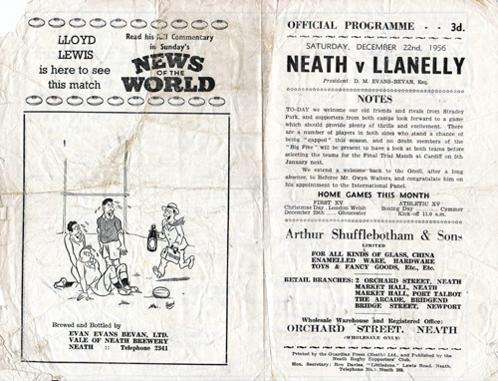 LLOYD
LEWIS
is here to see
this match
Read his full Commentary
in Sunday's
NEWS
OF THE
WORLD
Brewed and Bottled by
EVAN EVANS BEVAN, LTD.
VALE OF NEATH BREWERY
NEATH :: Telephone 2341
OFFICIAL PROGRAMME - - 3d.
SATURDAY, DECEMBER 22nd, 1956
NEATH v LLANELLY
President: D. M. EVANS-BEVAN, Esq.
NOTES
TO-DAY we welcome our old friends and rivals from Stradey
Park, and supporters from both camps look forward to a game
which should provide plenty of thrills and excitement. There
are a number of players in both sides who stand a chance of
being "capped" this season, and no doubt members of the
"Big Five" will be present to have a look at both teams before
selecting the teams for the Final Trial Match at Cardiff on 5th
January next.
We extend a welcome back to the Gnoll, after a long
absence, to Referee Mr. Gwyn Walters, and congratulate him on
his appointment to the International Panel.
HOME GAMES THIS MONTH
FIRST XV ATHLETIC XV
Christmas Day . London Welsh Boxing Day .. Cymmer
December 29th .... Gloucester Kick-off 11.0 a.m.
Arthur Shufflebotham & Sons
LIMITED
FOR ALL KINDS OF GLASS, CHINA
ENAMELLED WARE, HARDWARE
TOYS & FANCY GOODS, Etc., Etc.
RETAIL BRANCHES: 2 ORCHARD STREET, NEATH
MARKET HALL, NEATH
MARKET HALL, PORT TALBOT
THE ARCADE, BRIDGEND
BRIDGE STREET, NEWPORT
Wholesale Warehouse and Registered Office:
ORCHARD STREET, NEATH
(WHOLESALE ONLY)
Printed by the Guardian Press (Neath) Ltd., and Published by the
Neath Rugby Supporters' Club.
Hon. Secretary: Roy Davies, "Littledene," Lewis Road, Neath.
Telephone No.: Neath